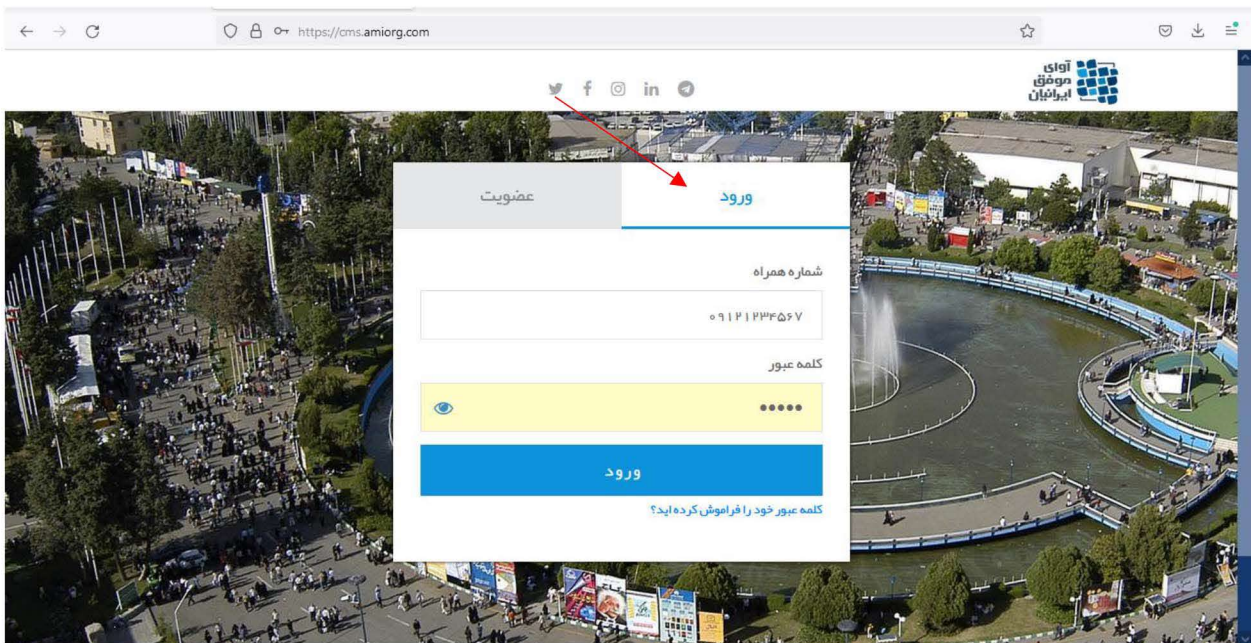 https://cms.amiorg.com
آوای
موفق
ایرانیان
ورود
عضویت
شماره همراه
۰۹۱۲۱۲۳۴۵۶۷
کلمه عبور
ورود
کلمه عبور خود را فراموش کرده اید؟